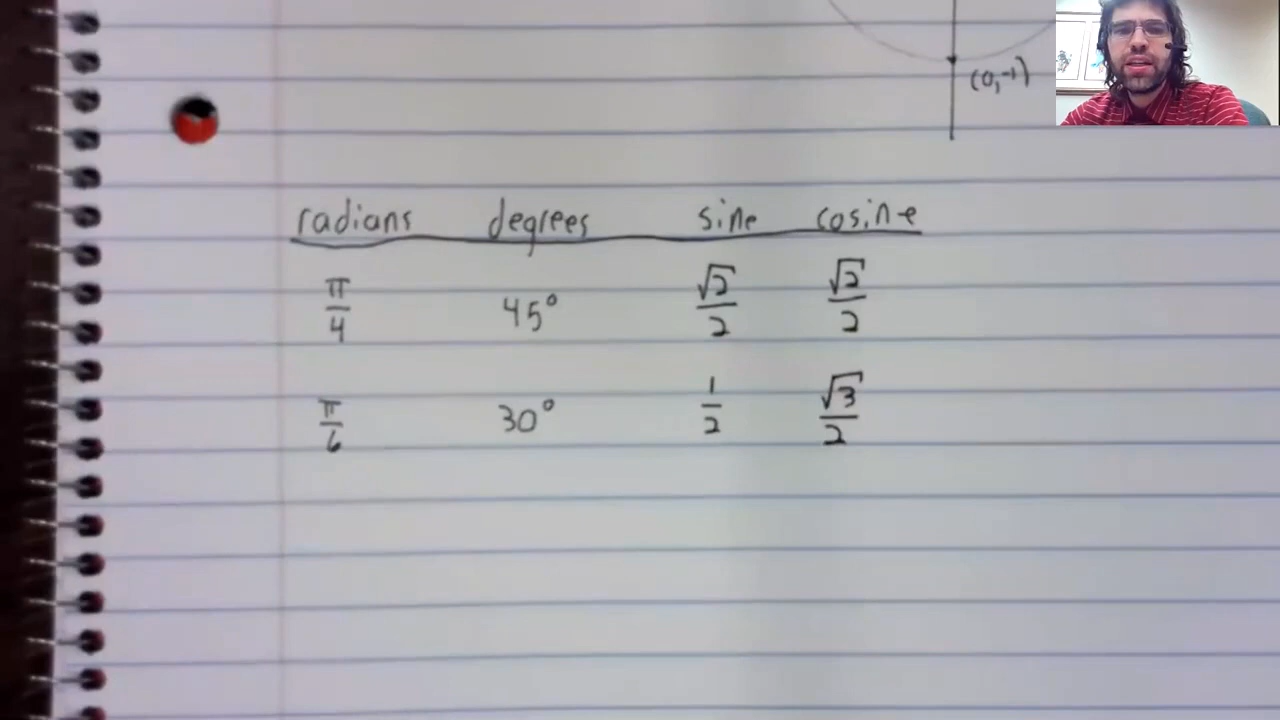 (0,-1)
radians degrees sine cosine
π/4 45° √2/2 √2/2
π/6 30° 1/2 √3/2